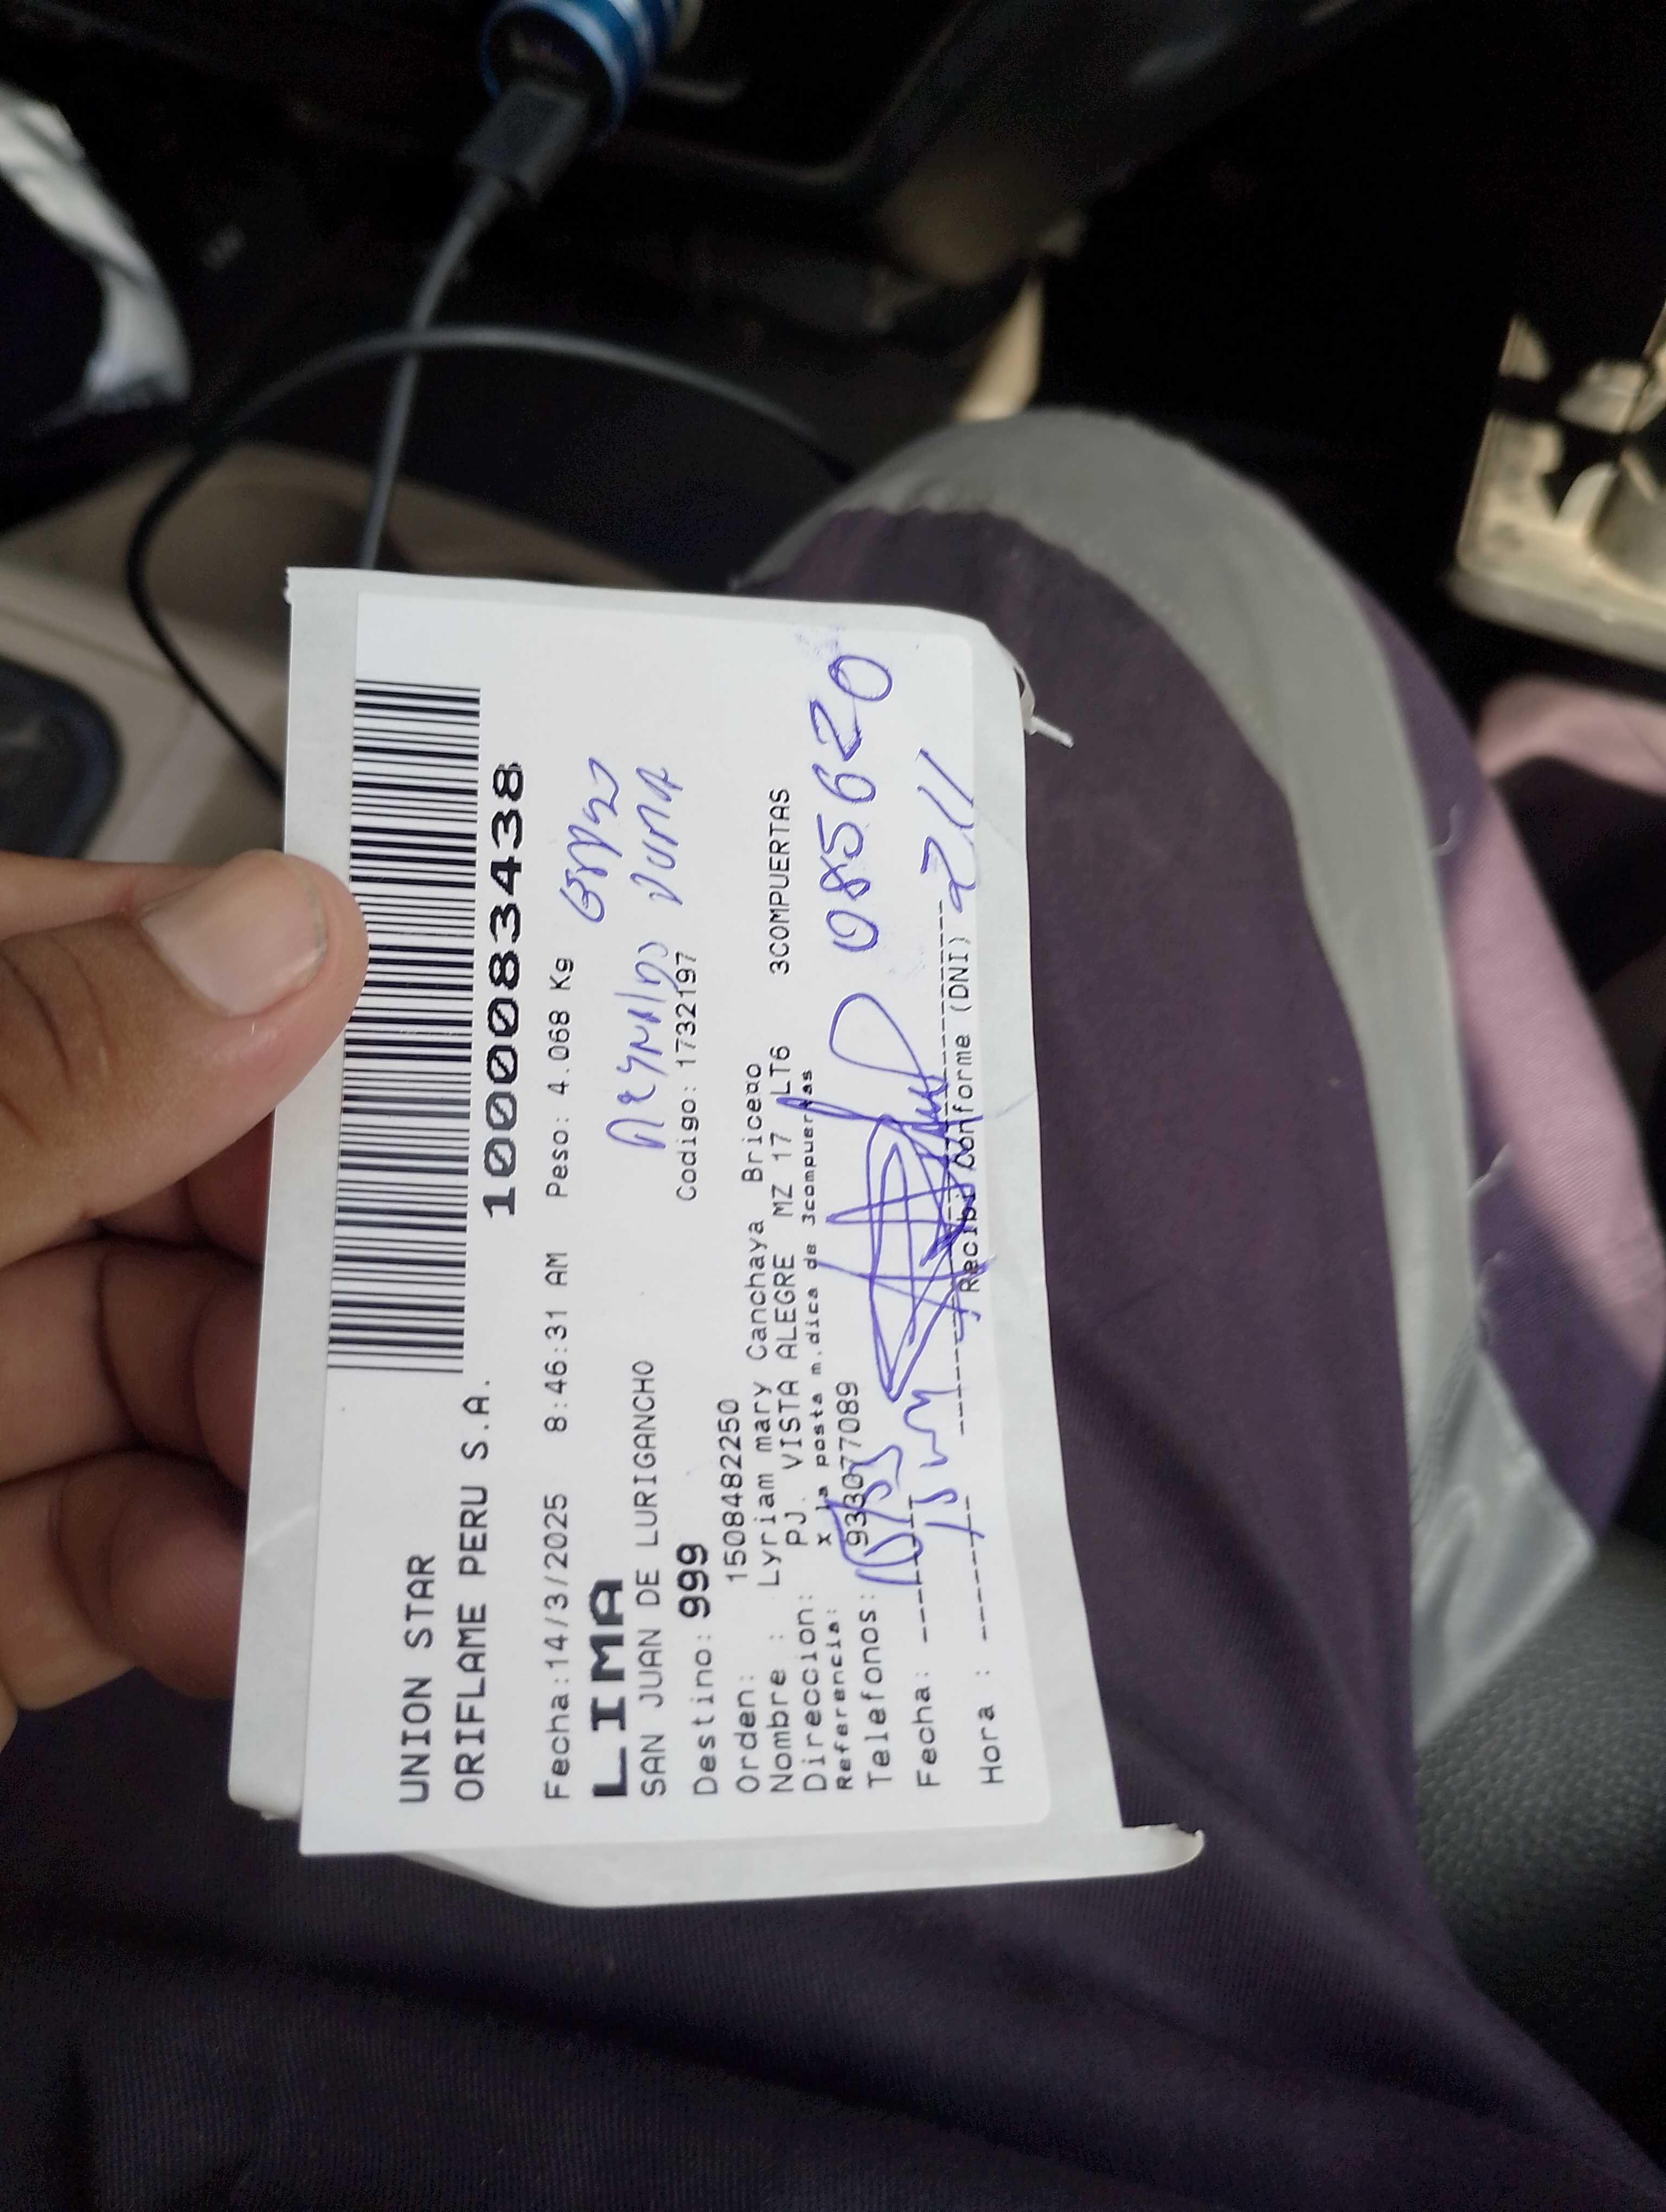 UNION STAR
ORIFLAME PERU S.A.
1000083438
Fecha:14/3/2025 8:46:31 AM Peso: 4.068 Kg
LIMA
SAN JUAN DE LURIGANCHO
Destino: 999 Codigo: 1732197
Orden: 1508482250
Nombre : Lyriam mary Canchaya Briceno
Direccion: PJ. VISTA ALEGRE MZ 17 LT6 3COMPUERTAS
Referencia: x la posta m.dica de 3compuertas
Telefonos: 933077089
085620
Fecha:
Hora :
Recibi Conforme (DNI)